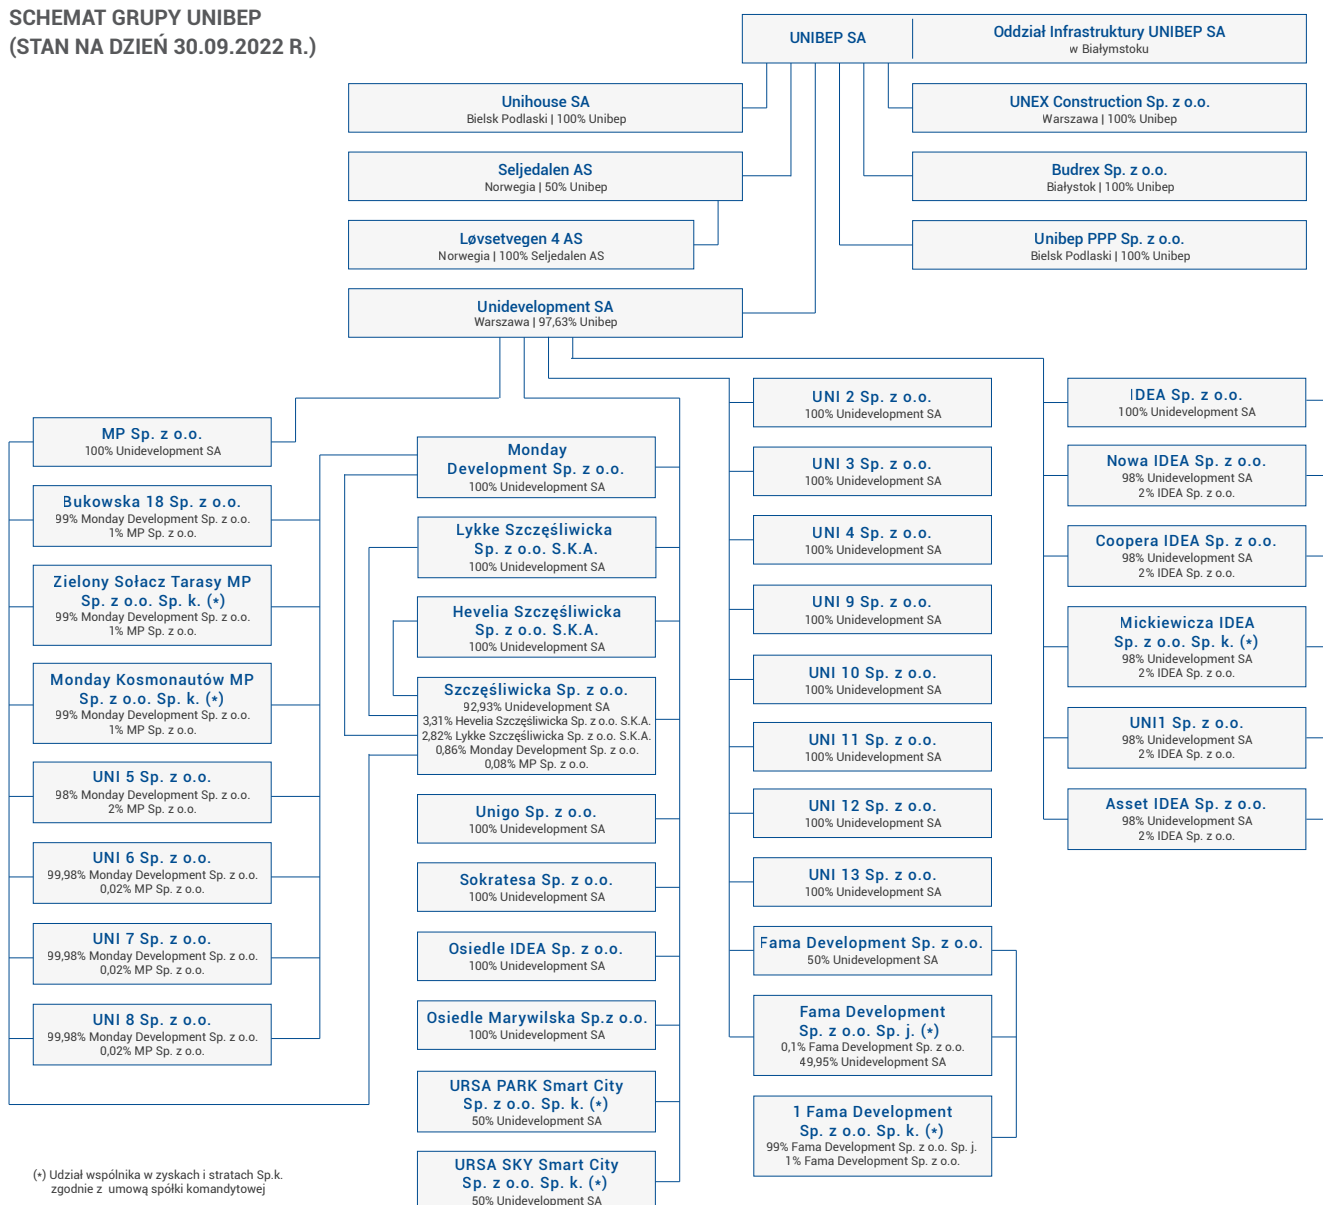 SCHEMAT GRUPY UNIBEP
(STAN NA DZIEŃ 30.09.2022 R.)
UNIBEP SA
Oddział Infrastruktury UNIBEP SA
w Białymstoku
Unihouse SA
Bielsk Podlaski | 100% Unibep
UNEX Construction Sp. z o.o.
Warszawa | 100% Unibep
Seljedalen AS
Norwegia | 50% Unibep
Budrex Sp. z o.o.
Białystok | 100% Unibep
Løvsetvegen 4 AS
Norwegia | 100% Seljedalen AS
Unibep PPP Sp. z o.o.
Bielsk Podlaski | 100% Unibep
Unidevelopment SA
Warszawa | 97,63% Unibep
MP Sp. z o.o.
100% Unidevelopment SA
Bukowska 18 Sp. z o.o.
99% Monday Development Sp. z o.o.
1% MP Sp. z o.o.
Zielony Sołacz Tarasy MP
Sp. z o.o. Sp. k. (*)
99% Monday Development Sp. z o.o.
1% MP Sp. z o.o.
Monday Kosmonautów MP
Sp. z o.o. Sp. k. (*)
99% Monday Development Sp. z o.o.
1% MP Sp. z o.o.
UNI 5 Sp. z o.o.
98% Monday Development Sp. z o.o.
2% MP Sp. z o.o.
UNI 6 Sp. z o.o.
99,98% Monday Development Sp. z o.o.
0,02% MP Sp. z o.o.
UNI 7 Sp. z o.o.
99,98% Monday Development Sp. z o.o.
0,02% MP Sp. z o.o.
UNI 8 Sp. z o.o.
99,98% Monday Development Sp. z o.o.
0,02% MP Sp. z o.o.
Monday
Development Sp. z o.o.
100% Unidevelopment SA
Lykke Szczęśliwicka
Sp. z o.o. S.K.A.
100% Unidevelopment SA
Hevelia Szczęśliwicka
Sp. z o.o. S.K.A.
100% Unidevelopment SA
Szczęśliwicka Sp. z o.o.
92,93% Unidevelopment SA
3,31% Hevelia Szczęśliwicka Sp. z o.o. S.K.A.
2,82% Lykke Szczęśliwicka Sp. z o.o. S.K.A.
0,86% Monday Development Sp. z o.o.
0,08% MP Sp. z o.o.
Unigo Sp. z o.o.
100% Unidevelopment SA
Sokratesa Sp. z o.o.
100% Unidevelopment SA
Osiedle IDEA Sp. z o.o.
100% Unidevelopment SA
Osiedle Marywilska Sp.z o.o.
100% Unidevelopment SA
URSA PARK Smart City
Sp. z o.o. Sp. k. (*)
50% Unidevelopment SA
URSA SKY Smart City
Sp. z o.o. Sp. k. (*)
50% Unidevelopment SA
UNI 2 Sp. z o.o.
100% Unidevelopment SA
UNI 3 Sp. z o.o.
100% Unidevelopment SA
UNI 4 Sp. z o.o.
100% Unidevelopment SA
UNI 9 Sp. z o.o.
100% Unidevelopment SA
UNI 10 Sp. z o.o.
100% Unidevelopment SA
UNI 11 Sp. z o.o.
100% Unidevelopment SA
UNI 12 Sp. z o.o.
100% Unidevelopment SA
UNI 13 Sp. z o.o.
100% Unidevelopment SA
Fama Development Sp. z o.o.
50% Unidevelopment SA
Fama Development
Sp. z o.o. Sp. j. (*)
0,1% Fama Development Sp. z o.o.
49,95% Unidevelopment SA
1 Fama Development
Sp. z o.o. Sp. k. (*)
99% Fama Development Sp. z o.o. Sp. j.
1% Fama Development Sp. z o.o.
IDEA Sp. z o.o.
100% Unidevelopment SA
Nowa IDEA Sp. z o.o.
98% Unidevelopment SA
2% IDEA Sp. z o.o.
Coopera IDEA Sp. z o.o.
98% Unidevelopment SA
2% IDEA Sp. z o.o.
Mickiewicza IDEA
Sp. z o.o. Sp. k. (*)
98% Unidevelopment SA
2% IDEA Sp. z o.o.
UNI1 Sp. z o.o.
98% Unidevelopment SA
2% IDEA Sp. z o.o.
Asset IDEA Sp. z o.o.
98% Unidevelopment SA
2% IDEA Sp. z o.o.
(*) Udział wspólnika w zyskach i stratach Sp.k.
zgodnie z umową spółki komandytowej